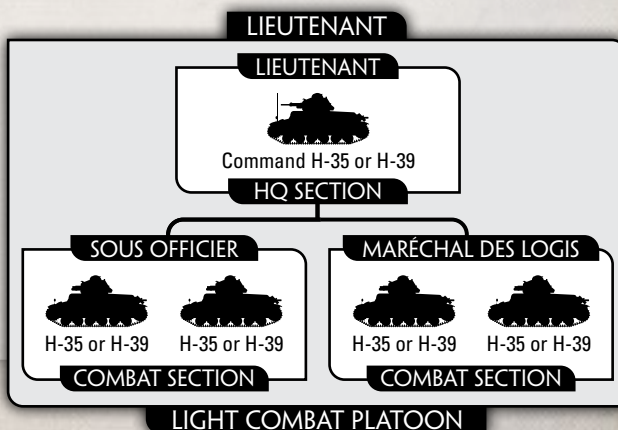 LIEUTENANT
LIEUTENANT
Command H-35 or H-39
HQ SECTION
SOUS OFFICIER
H-35 or H-39 H-35 or H-39
COMBAT SECTION
MARÉCHAL DES LOGIS
H-35 or H-39 H-35 or H-39
COMBAT SECTION
LIGHT COMBAT PLATOON